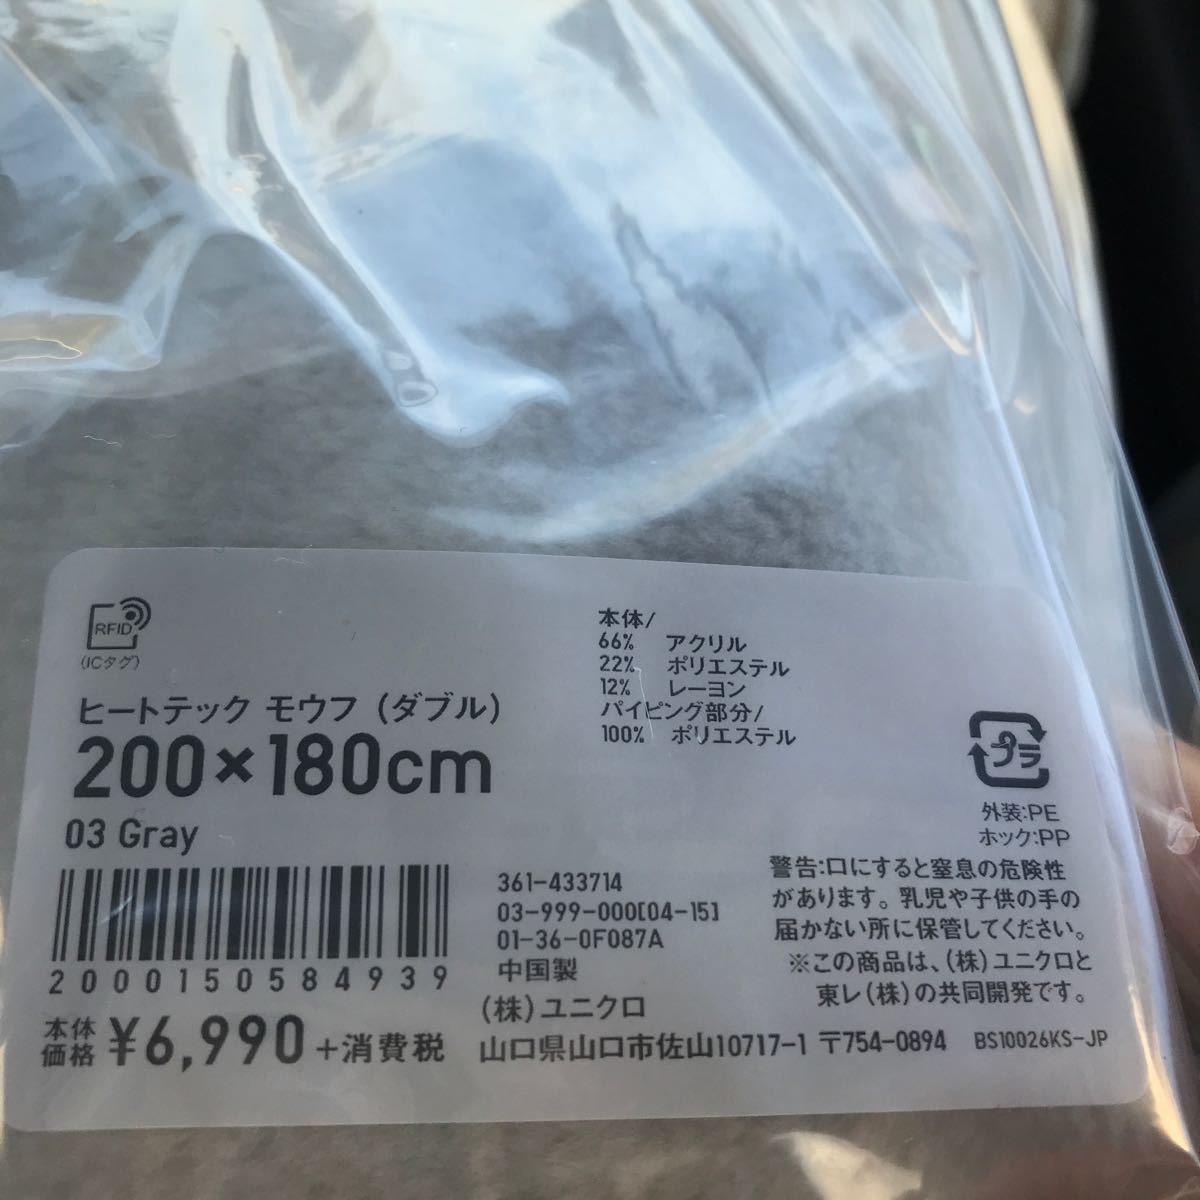 RFID
(ICタグ)
ヒートテック モウフ (ダブル)
200×180cm
03 Gray
2000150584939
本体価格 ¥6,990 +消費税
本体/
66% アクリル
22% ポリエステル
12% レーヨン
パイピング部分/
100% ポリエステル
361-433714
03-999-000[04-15]
01-36-0F087A
中国製
(株)ユニクロ
山口県山口市佐山10717-1 〒754-0894
プラ
外装:PE
ホック:PP
警告:口にすると窒息の危険性
があります。乳児や子供の手の
届かない所に保管してください。
※この商品は、(株)ユニクロと
東レ(株)の共同開発です。
BS10026KS-JP